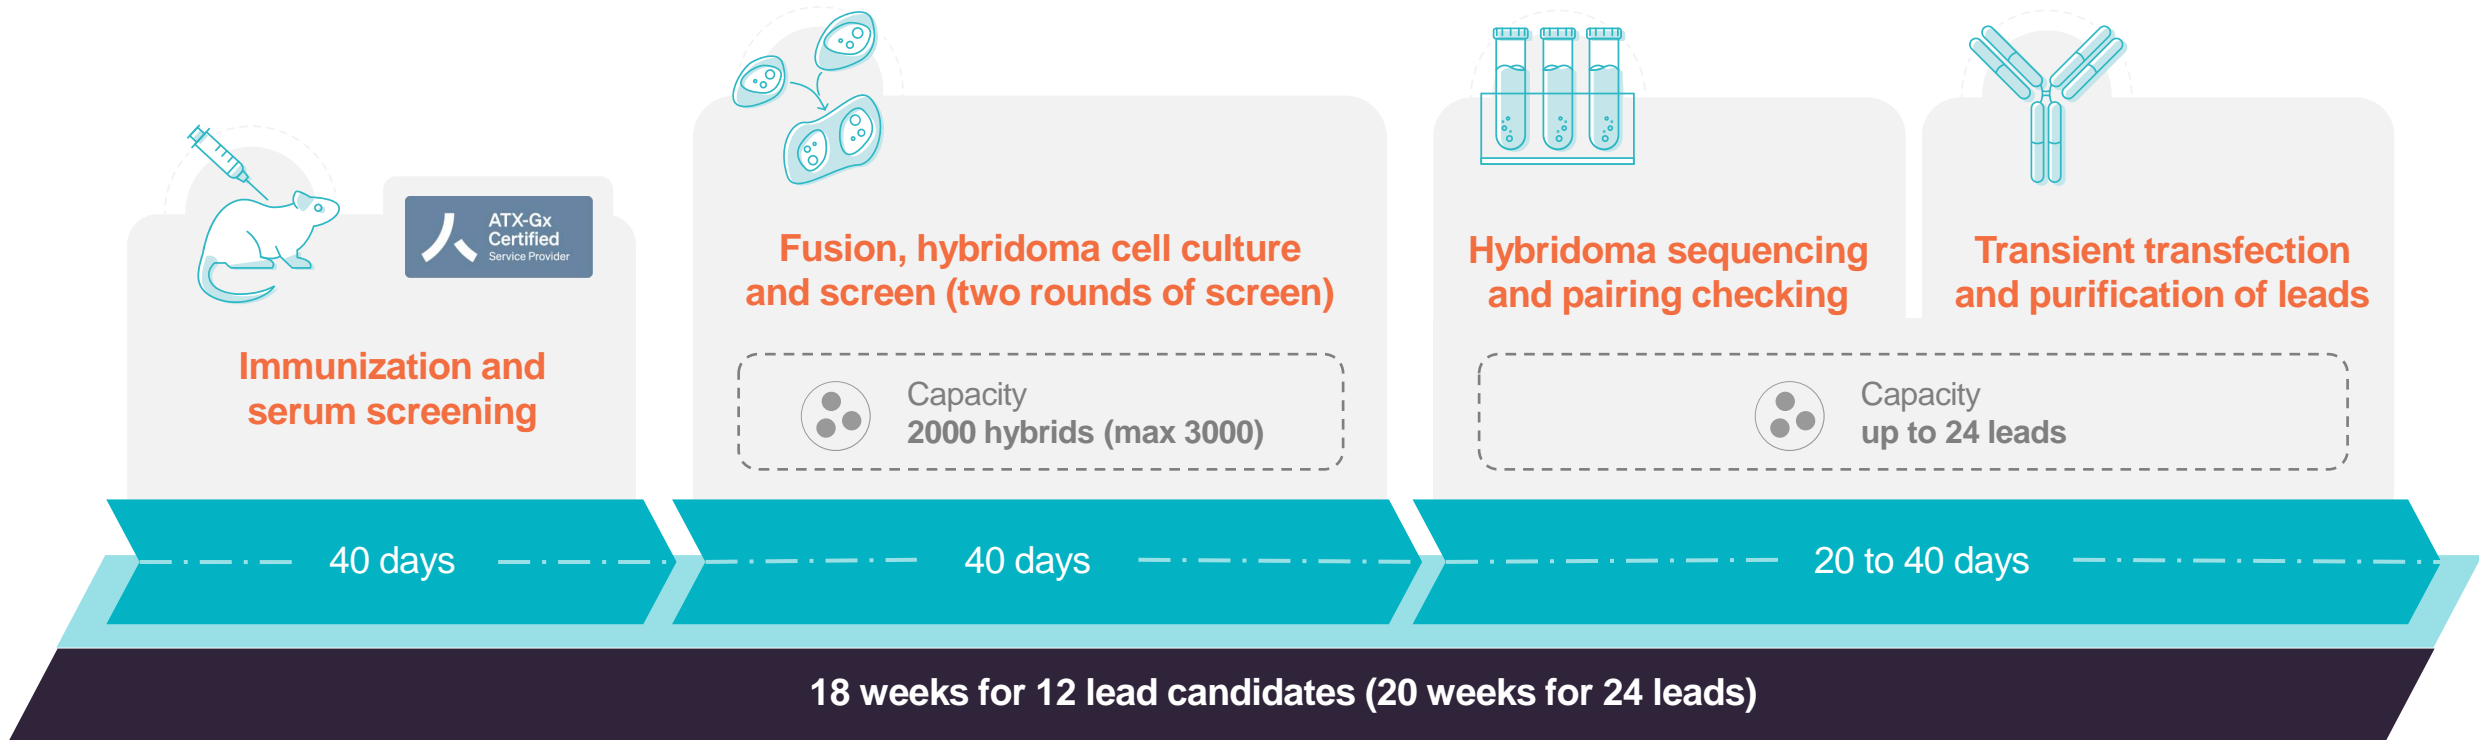 ATX-Gx
Certified
Service Provider
Immunization and
serum screening
Fusion, hybridoma cell culture
and screen (two rounds of screen)
Capacity
2000 hybrids (max 3000)
Hybridoma sequencing
and pairing checking
Transient transfection
and purification of leads
Capacity
up to 24 leads
40 days
40 days
20 to 40 days
18 weeks for 12 lead candidates (20 weeks for 24 leads)